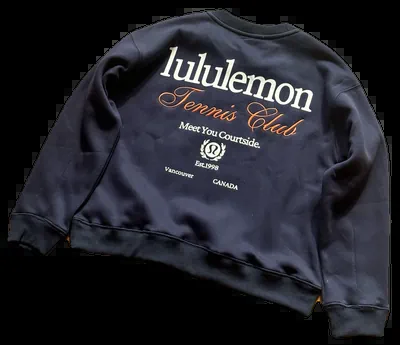 lululemon
Tennis Club
Meet You Courtside.
Est.1998
Vancouver CANADA